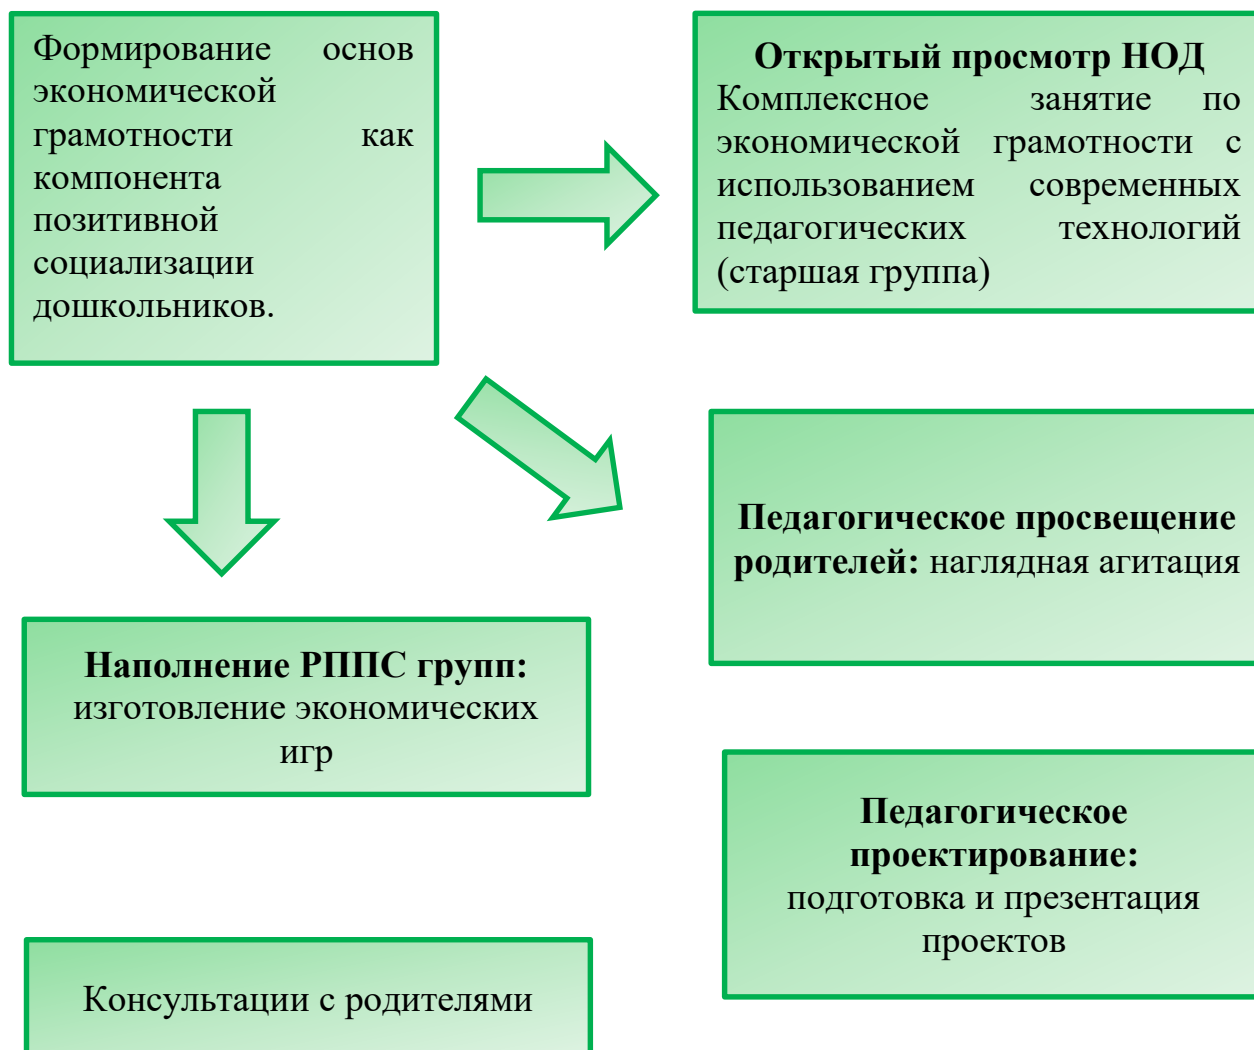 Формирование основ
экономической
грамотности как
компонента
позитивной
социализации
дошкольников.
Открытый просмотр НОД
Комплексное занятие по
экономической грамотности с
использованием современных
педагогических технологий
(старшая группа)
Педагогическое просвещение
родителей: наглядная агитация
Наполнение РППС групп:
изготовление экономических
игр
Педагогическое
проектирование:
подготовка и презентация
проектов
Консультации с родителями